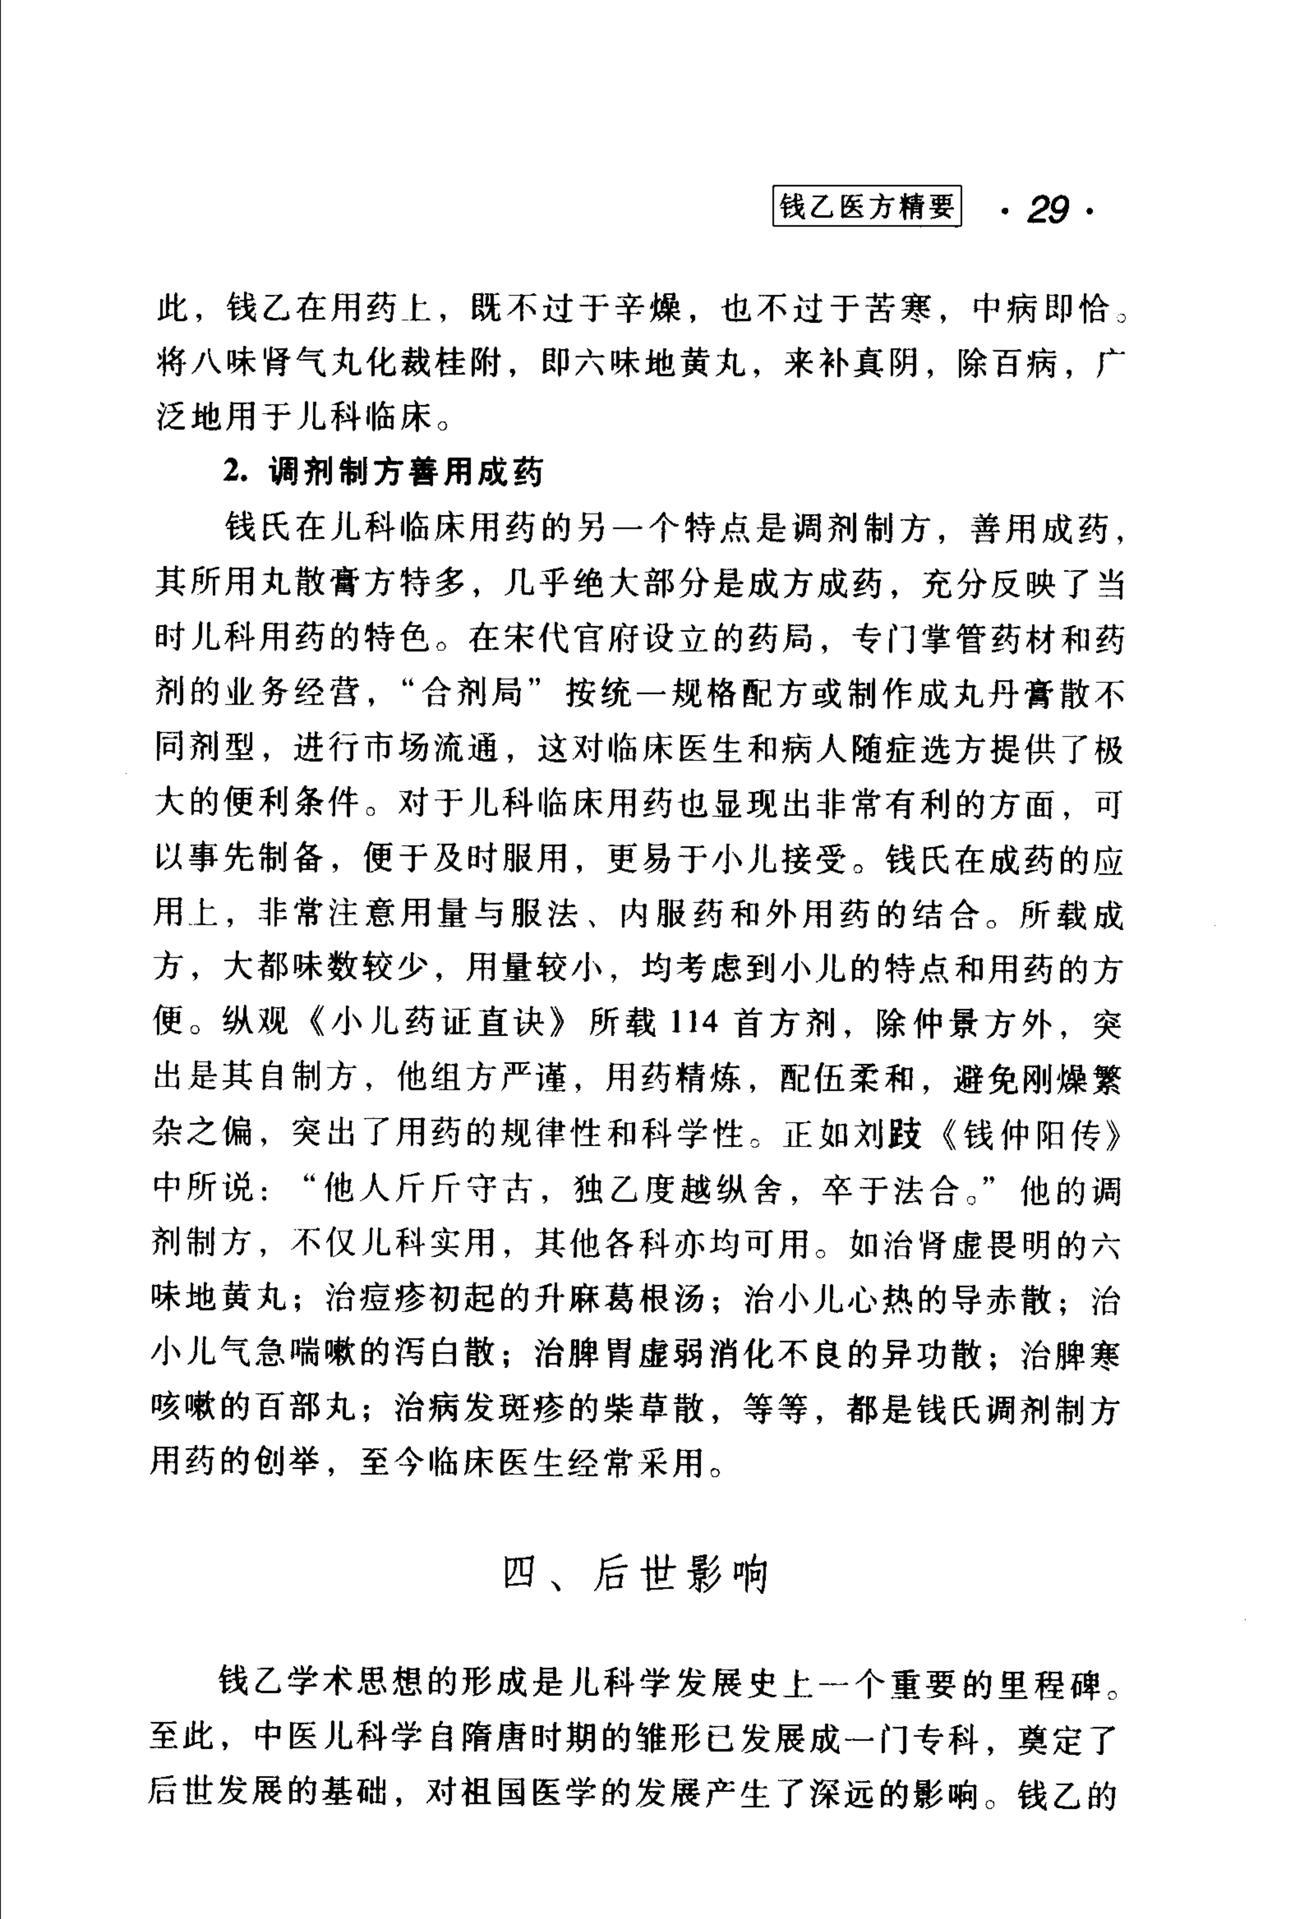 钱乙医方精要 · 29 ·
此，钱乙在用药上，既不过于辛燥，也不过于苦寒，中病即恰。
将八味肾气丸化裁桂附，即六味地黄丸，来补真阴，除百病，广
泛地用于儿科临床。
2. 调剂制方善用成药
钱氏在儿科临床用药的另一个特点是调剂制方，善用成药，
其所用丸散膏方特多，几乎绝大部分是成方成药，充分反映了当
时儿科用药的特色。在宋代官府设立的药局，专门掌管药材和药
剂的业务经营，“合剂局”按统一规格配方或制作成丸丹膏散不
同剂型，进行市场流通，这对临床医生和病人随症选方提供了极
大的便利条件。对于儿科临床用药也显现出非常有利的方面，可
以事先制备，便于及时服用，更易于小儿接受。钱氏在成药的应
用上，非常注意用量与服法、内服药和外用药的结合。所载成
方，大都味数较少，用量较小，均考虑到小儿的特点和用药的方
便。纵观《小儿药证直诀》所载 114 首方剂，除仲景方外，突
出是其自制方，他组方严谨，用药精炼，配伍柔和，避免刚燥繁
杂之偏，突出了用药的规律性和科学性。正如刘跂《钱仲阳传》
中所说：“他人斤斤守古，独乙度越纵舍，卒于法合。”他的调
剂制方，不仅儿科实用，其他各科亦均可用。如治肾虚畏明的六
味地黄丸；治痘疹初起的升麻葛根汤；治小儿心热的导赤散；治
小儿气急喘嗽的泻白散；治脾胃虚弱消化不良的异功散；治脾寒
咳嗽的百部丸；治病发斑疹的柴草散，等等，都是钱氏调剂制方
用药的创举，至今临床医生经常采用。
四、后世影响
钱乙学术思想的形成是儿科学发展史上一个重要的里程碑。
至此，中医儿科学自隋唐时期的雏形已发展成一门专科，奠定了
后世发展的基础，对祖国医学的发展产生了深远的影响。钱乙的